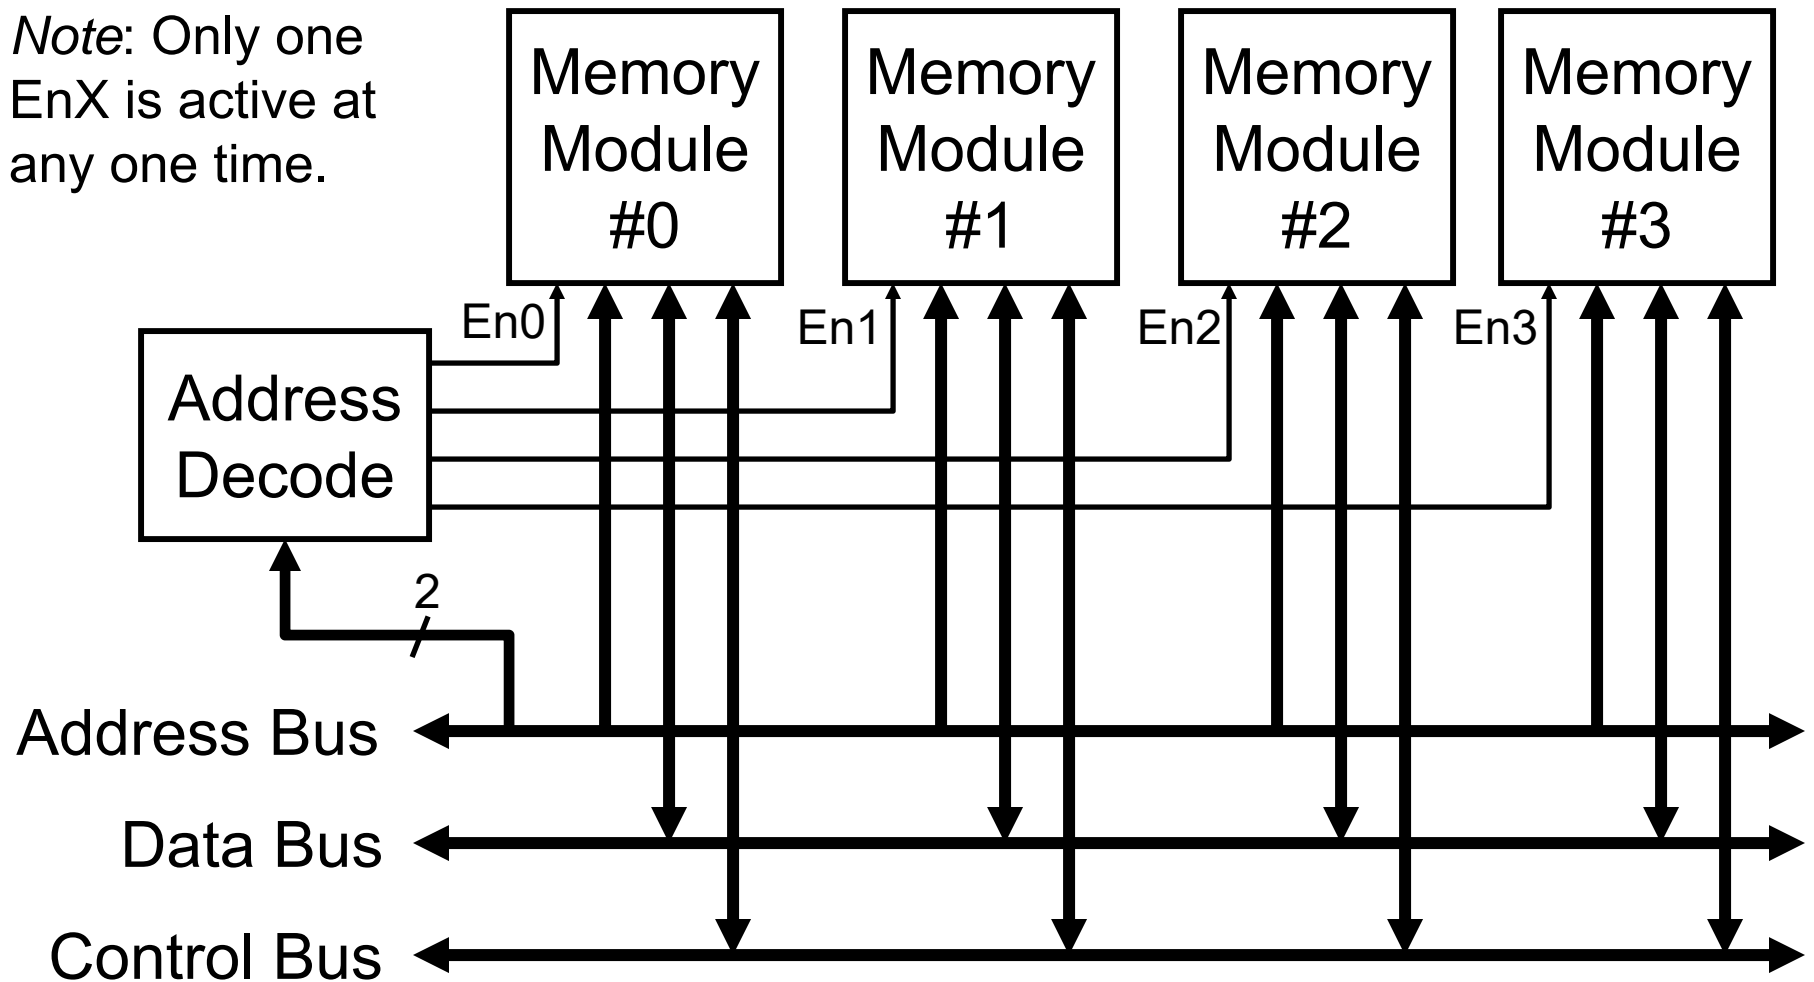 Note: Only one
EnX is active at
any one time.
Memory
Module
#0
Memory
Module
#1
Memory
Module
#2
Memory
Module
#3
En0
En1
En2
En3
Address
Decode
2
Address Bus
Data Bus
Control Bus